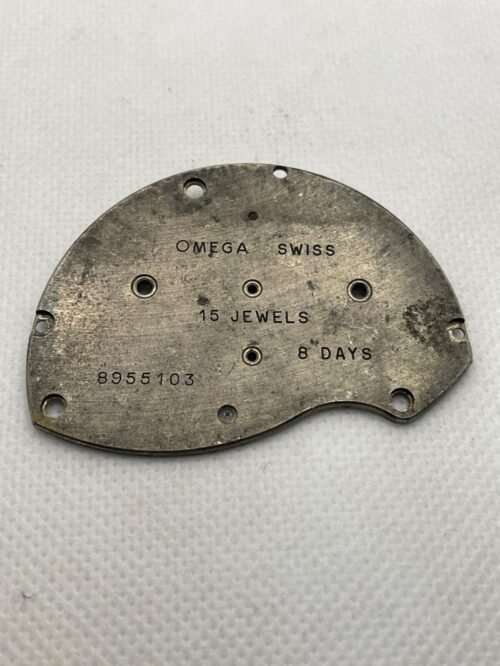 OMEGA SWISS
15 JEWELS
8 DAYS
8955103